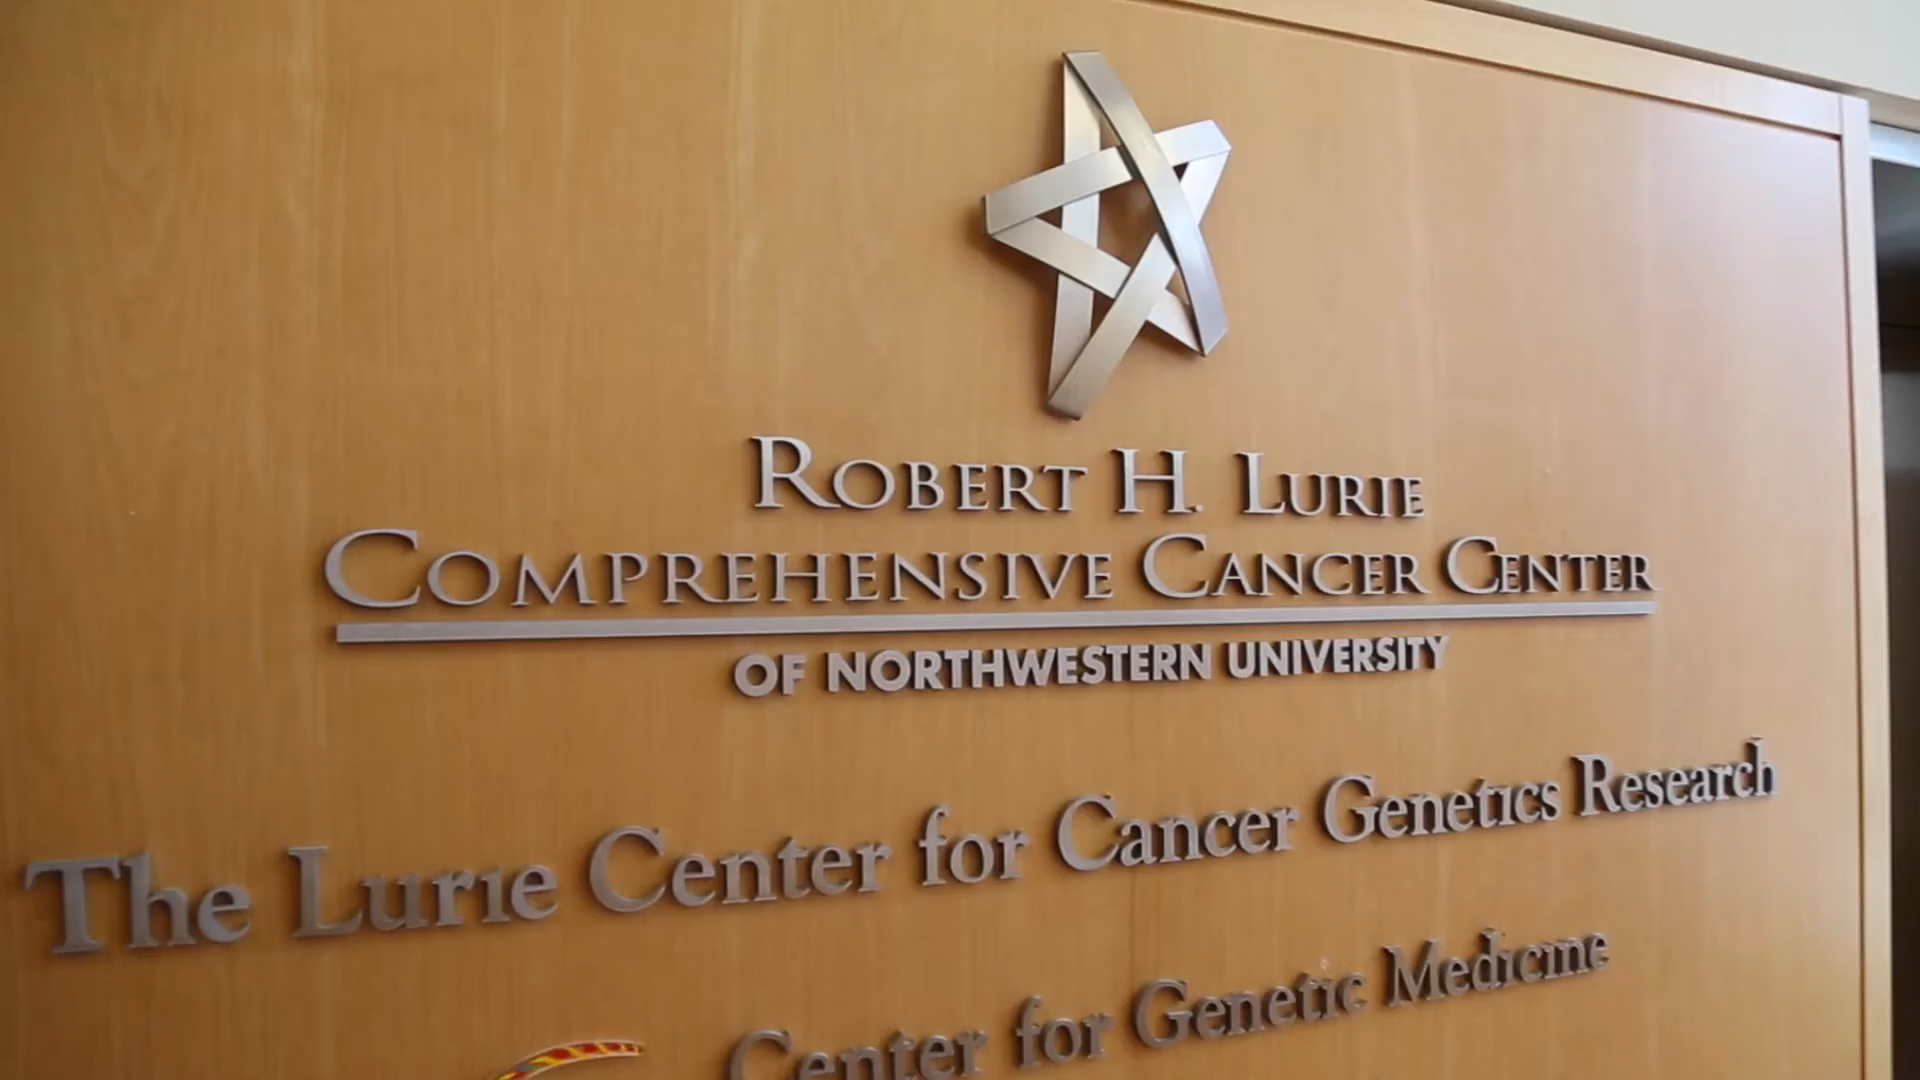 ROBERT H. LURIE
COMPREHENSIVE CANCER CENTER
OF NORTHWESTERN UNIVERSITY
The Lurie Center for Cancer Genetics Research
Center for Genetic Medicine